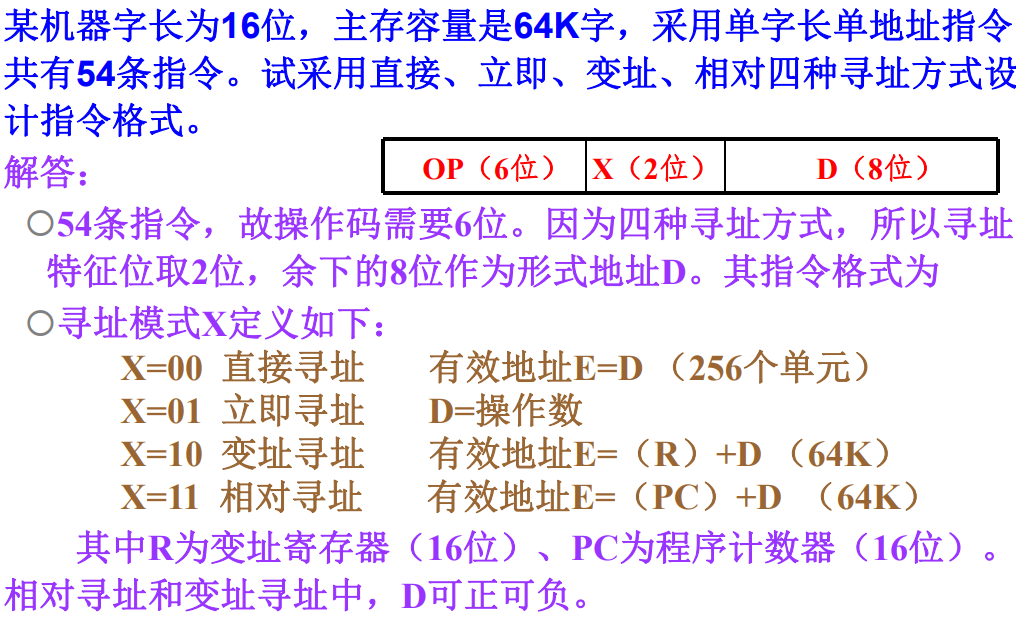 某机器字长为16位，主存容量是64K字，采用单字长单地址指令
共有54条指令。试采用直接、立即、变址、相对四种寻址方式设
计指令格式。
解答：
OP（6位） X（2位） D（8位）
54条指令，故操作码需要6位。因为四种寻址方式，所以寻址
特征位取2位，余下的8位作为形式地址D。其指令格式为
寻址模式X定义如下：
X=00 直接寻址 有效地址E=D （256个单元）
X=01 立即寻址 D=操作数
X=10 变址寻址 有效地址E=（R）+D （64K）
X=11 相对寻址 有效地址E=（PC）+D （64K）
其中R为变址寄存器（16位）、PC为程序计数器（16位）。
相对寻址和变址寻址中，D可正可负。